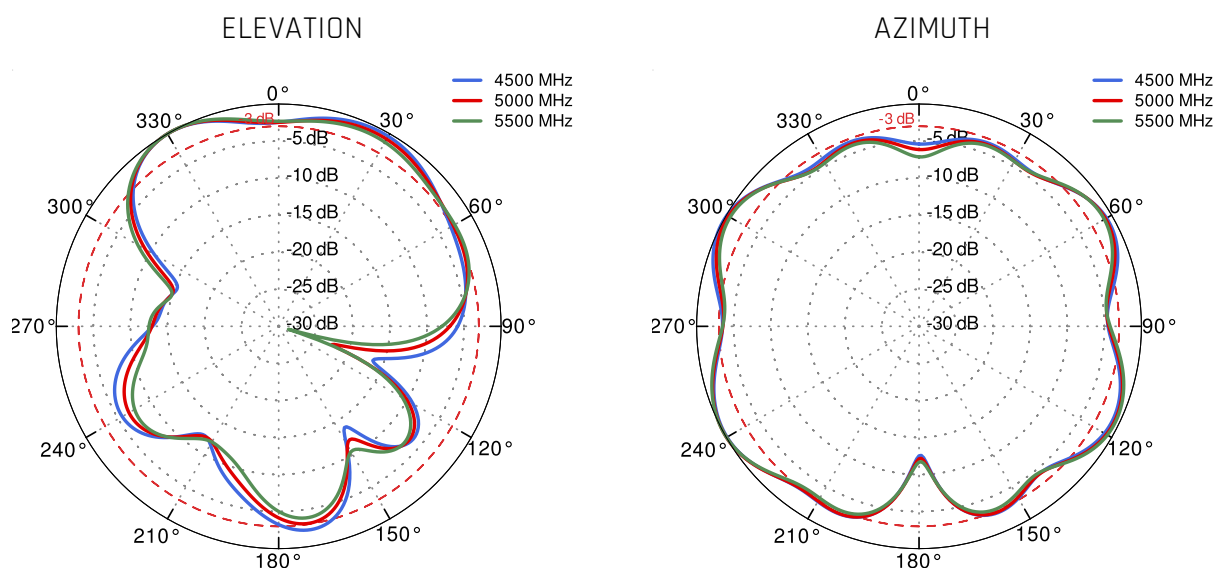 ELEVATION
AZIMUTH
4500 MHz
5000 MHz
5500 MHz
0°
30°
60°
90°
120°
150°
180°
210°
240°
270°
300°
330°
-3 dB
-5 dB
-10 dB
-15 dB
-20 dB
-25 dB
-30 dB
4500 MHz
5000 MHz
5500 MHz
0°
30°
60°
90°
120°
150°
180°
210°
240°
270°
300°
330°
-3 dB
-5 dB
-10 dB
-15 dB
-20 dB
-25 dB
-30 dB